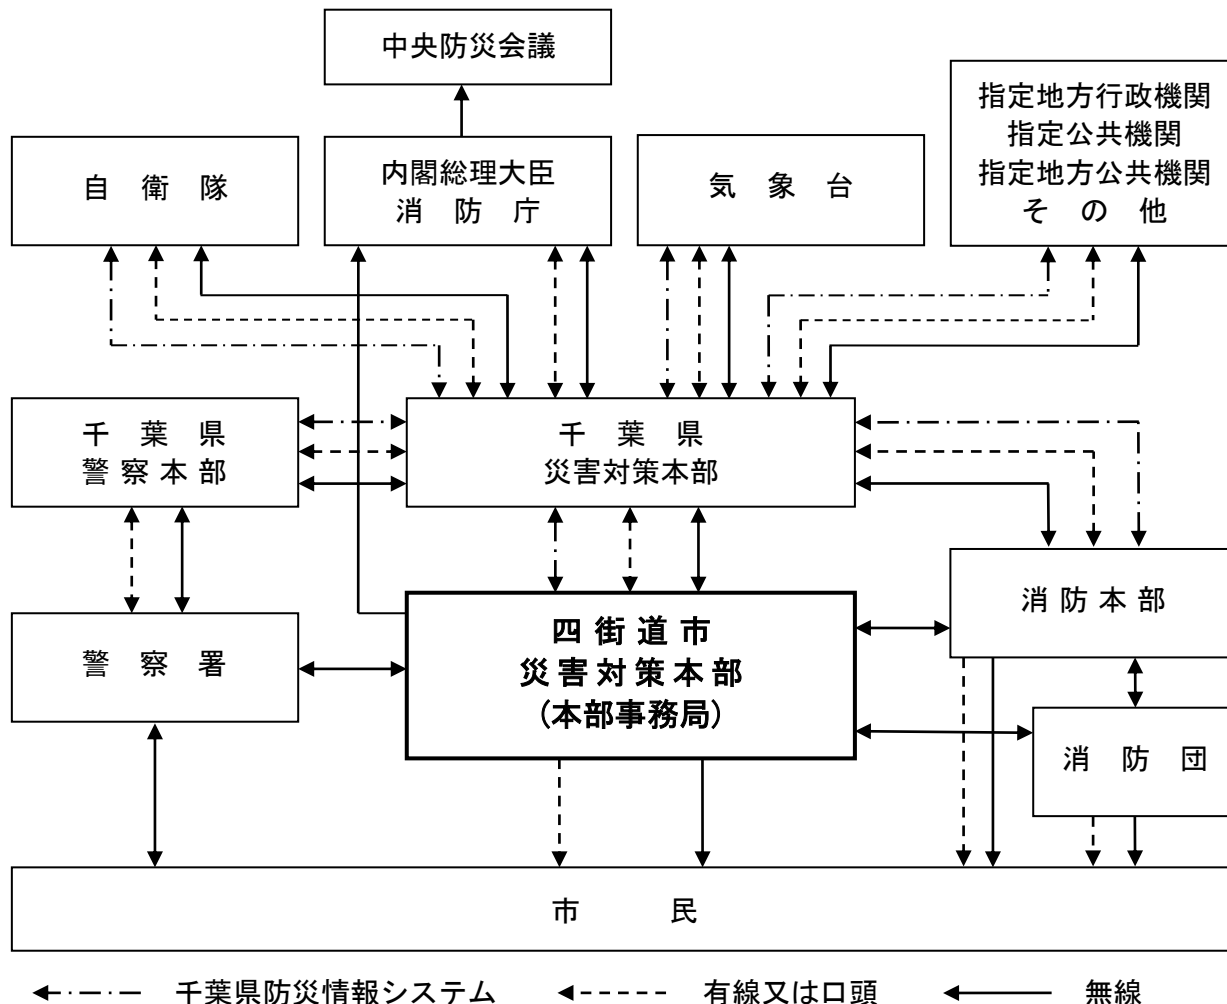 中央防災会議
自　衛　隊
内閣総理大臣
消　防　庁
気　象　台
指定地方行政機関
指定公共機関
指定地方公共機関
そ　の　他
千　葉　県
警 察 本 部
千　葉　県
災害対策本部
警　察　署
四 街 道 市
災 害 対 策 本 部
（本部事務局）
消 防 本 部
消　防　団
市　　　民
千葉県防災情報システム
有線又は口頭
無線